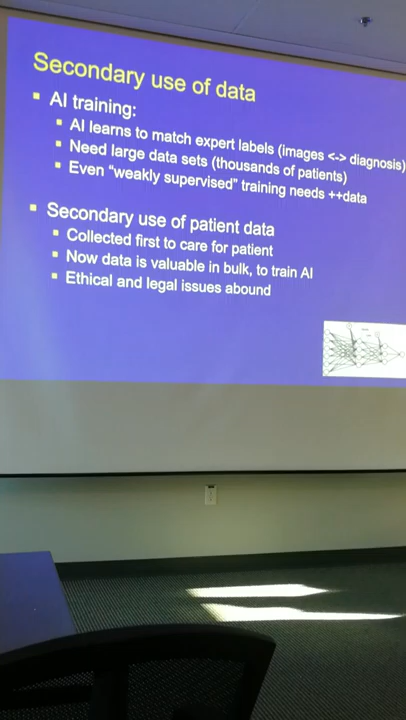 Secondary use of data
AI training:
AI learns to match expert labels (images <-> diagnosis)
Need large data sets (thousands of patients)
Even “weakly supervised” training needs ++data
Secondary use of patient data
Collected first to care for patient
Now data is valuable in bulk, to train AI
Ethical and legal issues abound